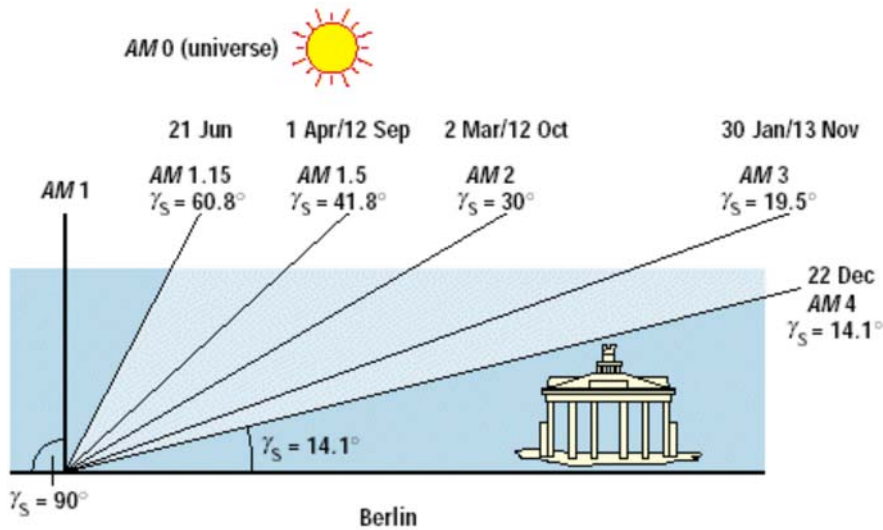 AM 0 (universe)
21 Jun
1 Apr/12 Sep
2 Mar/12 Oct
30 Jan/13 Nov
AM 1
AM 1.15
γS = 60.8°
AM 1.5
γS = 41.8°
AM 2
γS = 30°
AM 3
γS = 19.5°
22 Dec
AM 4
γS = 14.1°
γS = 14.1°
γS = 90°
Berlin